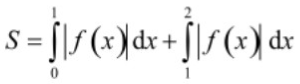 S = ∫₀¹ |f(x)| dx + ∫₁² |f(x)| dx